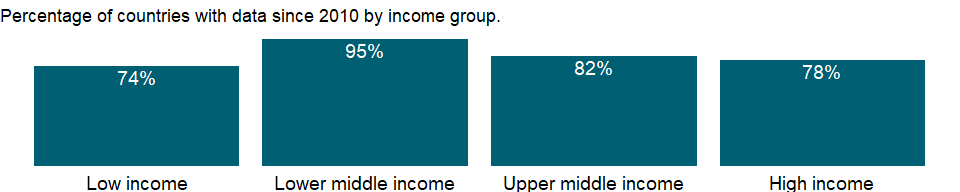 Percentage of countries with data since 2010 by income group.
74%
95%
82%
78%
Low income
Lower middle income
Upper middle income
High income